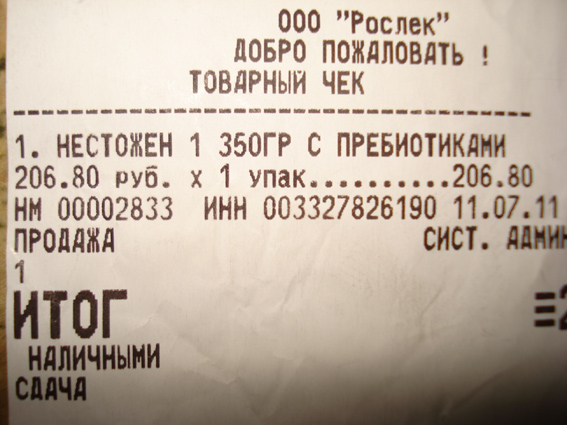 ООО "Рослек"
ДОБРО ПОЖАЛОВАТЬ !
ТОВАРНЫЙ ЧЕК
1. НЕСТОЖЕН 1 350ГР С ПРЕБИОТИКАМИ
206.80 руб. х 1 упак..........206.80
НМ 00002833 ИНН 003327826190 11.07.11
ПРОДАЖА СИСТ. АДМИН
1
ИТОГ ≡2
НАЛИЧНЫМИ
СДАЧА